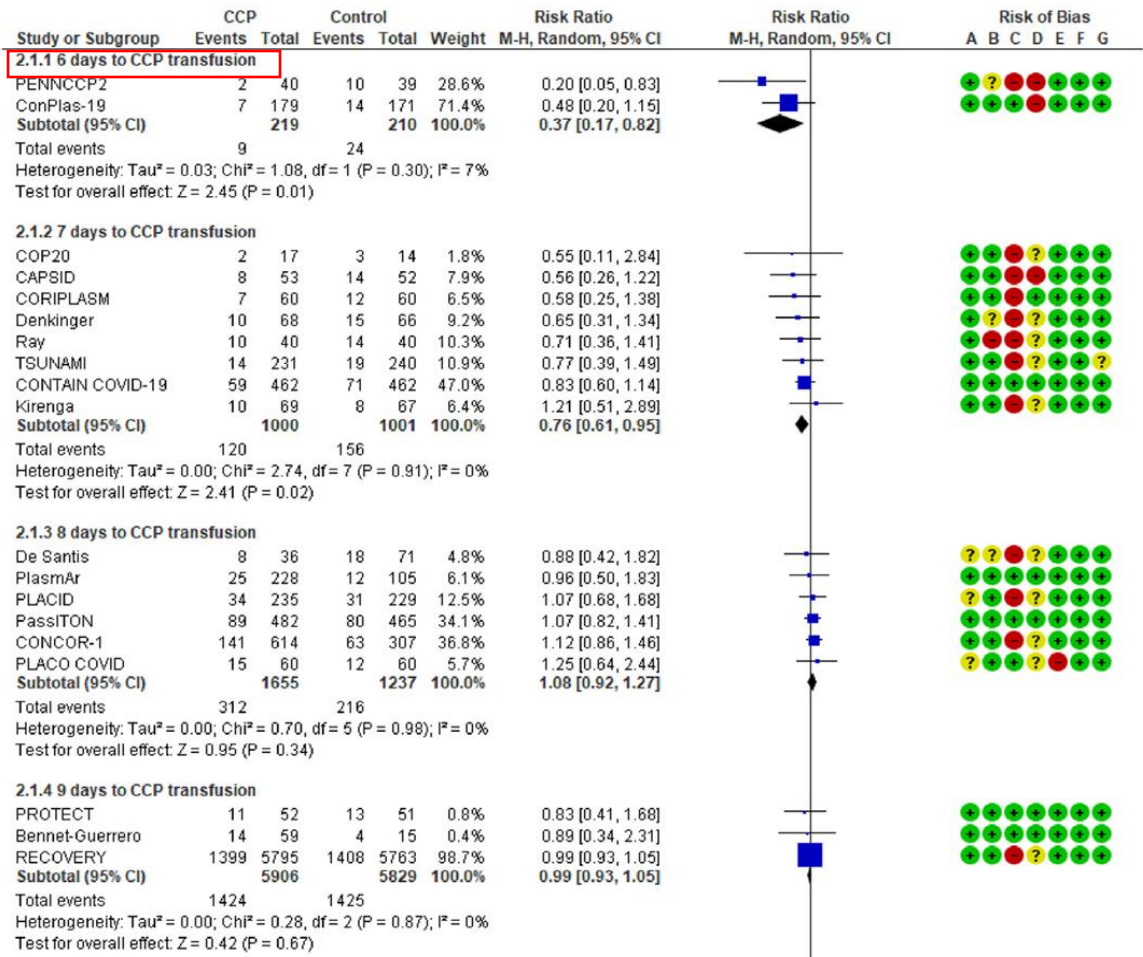 CCP Control Risk Ratio Risk Ratio Risk of Bias
Study or Subgroup Events Total Events Total Weight M-H, Random, 95% CI M-H, Random, 95% CI A B C D E F G
2.1.1 6 days to CCP transfusion
PENNCCP2 2 40 10 39 28.6% 0.20 [0.05, 0.83] + ? - - + + +
ConPlas-19 7 179 14 171 71.4% 0.48 [0.20, 1.15] + + + - + + +
Subtotal (95% CI) 219 210 100.0% 0.37 [0.17, 0.82]
Total events 9 24
Heterogeneity: Tau² = 0.03; Chi² = 1.08, df = 1 (P = 0.30); I² = 7%
Test for overall effect: Z = 2.45 (P = 0.01)
2.1.2 7 days to CCP transfusion
COP20 2 17 3 14 1.8% 0.55 [0.11, 2.84] + + - ? + + +
CAPSID 8 53 14 52 7.9% 0.56 [0.26, 1.22] + + - - + + +
CORIPLASM 7 60 12 60 6.5% 0.58 [0.25, 1.38] + + - + + + +
Denkinger 10 68 15 66 9.2% 0.65 [0.31, 1.34] + ? - ? + + +
Ray 10 40 14 40 10.3% 0.71 [0.36, 1.41] + - - ? + + +
TSUNAMI 14 231 19 240 10.9% 0.77 [0.39, 1.49] + + - ? + + ?
CONTAIN COVID-19 59 462 71 462 47.0% 0.83 [0.60, 1.14] + + + + + + +
Kirenga 10 69 8 67 6.4% 1.21 [0.51, 2.89] + + - ? + + +
Subtotal (95% CI) 1000 1001 100.0% 0.76 [0.61, 0.95]
Total events 120 156
Heterogeneity: Tau² = 0.00; Chi² = 2.74, df = 7 (P = 0.91); I² = 0%
Test for overall effect: Z = 2.41 (P = 0.02)
2.1.3 8 days to CCP transfusion
De Santis 8 36 18 71 4.8% 0.88 [0.42, 1.82] ? ? - ? + + +
PlasmAr 25 228 12 105 6.1% 0.96 [0.50, 1.83] + + + + + + +
PLACID 34 235 31 229 12.5% 1.07 [0.68, 1.68] ? + - ? + + +
PassITON 89 482 80 465 34.1% 1.07 [0.82, 1.41] + + + + + + +
CONCOR-1 141 614 63 307 36.8% 1.12 [0.86, 1.46] + + - ? + + +
PLACO COVID 15 60 12 60 5.7% 1.25 [0.64, 2.44] ? + + ? - + +
Subtotal (95% CI) 1655 1237 100.0% 1.08 [0.92, 1.27]
Total events 312 216
Heterogeneity: Tau² = 0.00; Chi² = 0.70, df = 5 (P = 0.98); I² = 0%
Test for overall effect: Z = 0.95 (P = 0.34)
2.1.4 9 days to CCP transfusion
PROTECT 11 52 13 51 0.8% 0.83 [0.41, 1.68] + + + + + + +
Bennet-Guerrero 14 59 4 15 0.4% 0.89 [0.34, 2.31] + + + + + + +
RECOVERY 1399 5795 1408 5763 98.7% 0.99 [0.93, 1.05] + + - ? + + +
Subtotal (95% CI) 5906 5829 100.0% 0.99 [0.93, 1.05]
Total events 1424 1425
Heterogeneity: Tau² = 0.00; Chi² = 0.28, df = 2 (P = 0.87); I² = 0%
Test for overall effect: Z = 0.42 (P = 0.67)